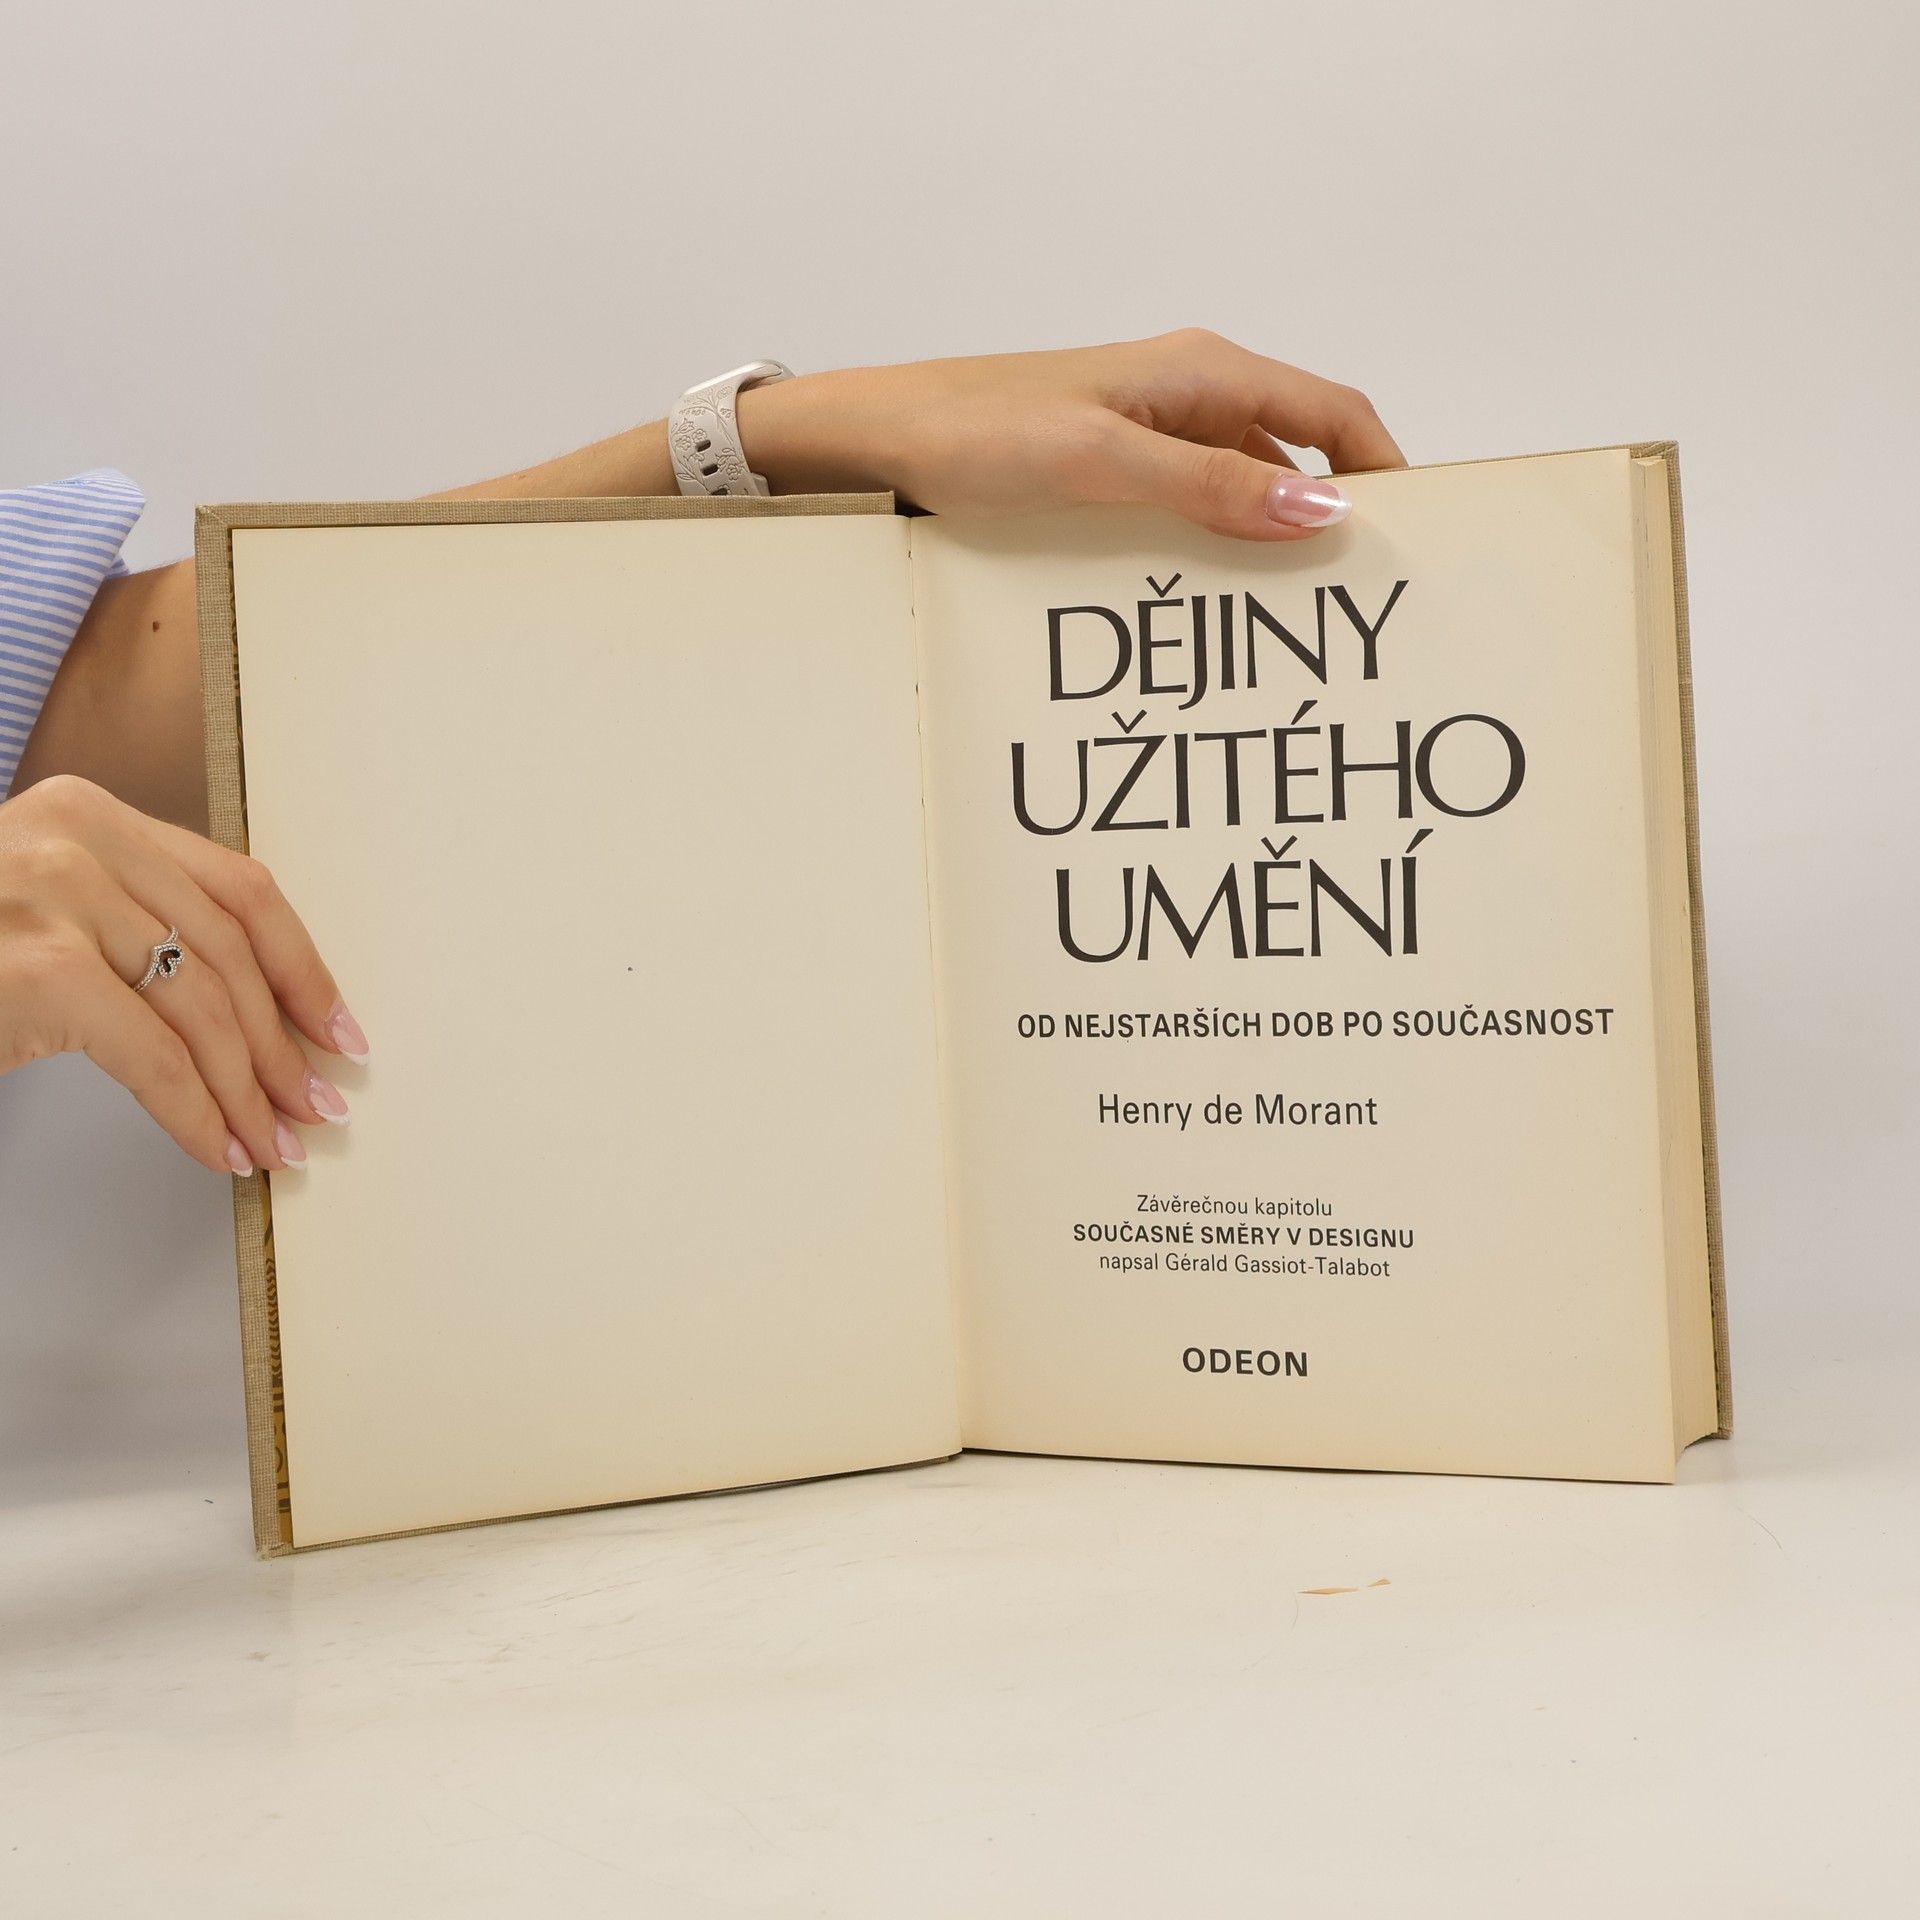 DĚJINY
UŽITÉHO
UMĚNÍ
OD NEJSTARŠÍCH DOB PO SOUČASNOST
Henry de Morant
Závěrečnou kapitolu
SOUČASNÉ SMĚRY V DESIGNU
napsal Gérald Gassiot-Talabot
ODEON